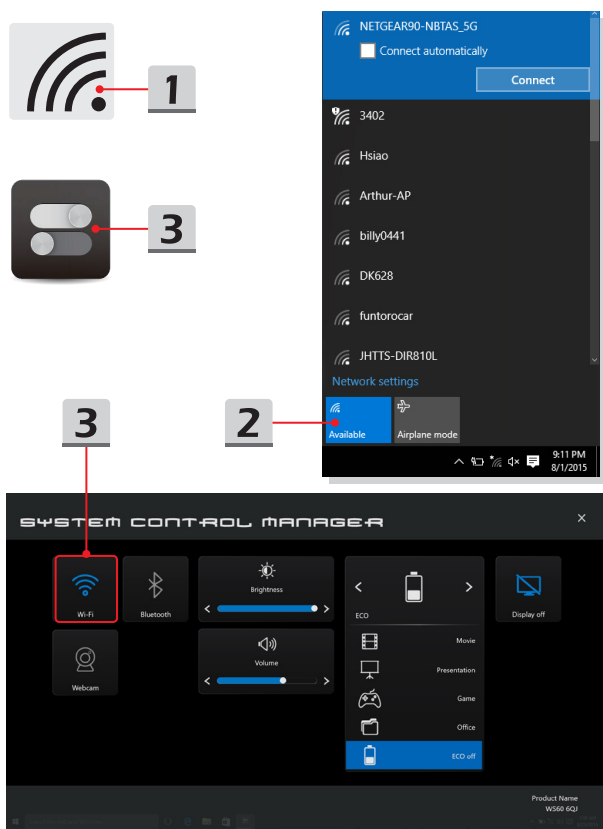 1
3
NETGEAR90-NBTAS_5G
Connect automatically
Connect
3402
Hsiao
Arthur-AP
billy0441
DK628
funtorocar
JHTTS-DIR810L
Network settings
2
Available
Airplane mode
9:11 PM
8/1/2015
3
SYSTEM CONTROL MANAGER
Wi-Fi
Bluetooth
Brightness
ECO
Display off
Webcam
Volume
Movie
Presentation
Game
Office
ECO off
Product Name
WS60 6QJ